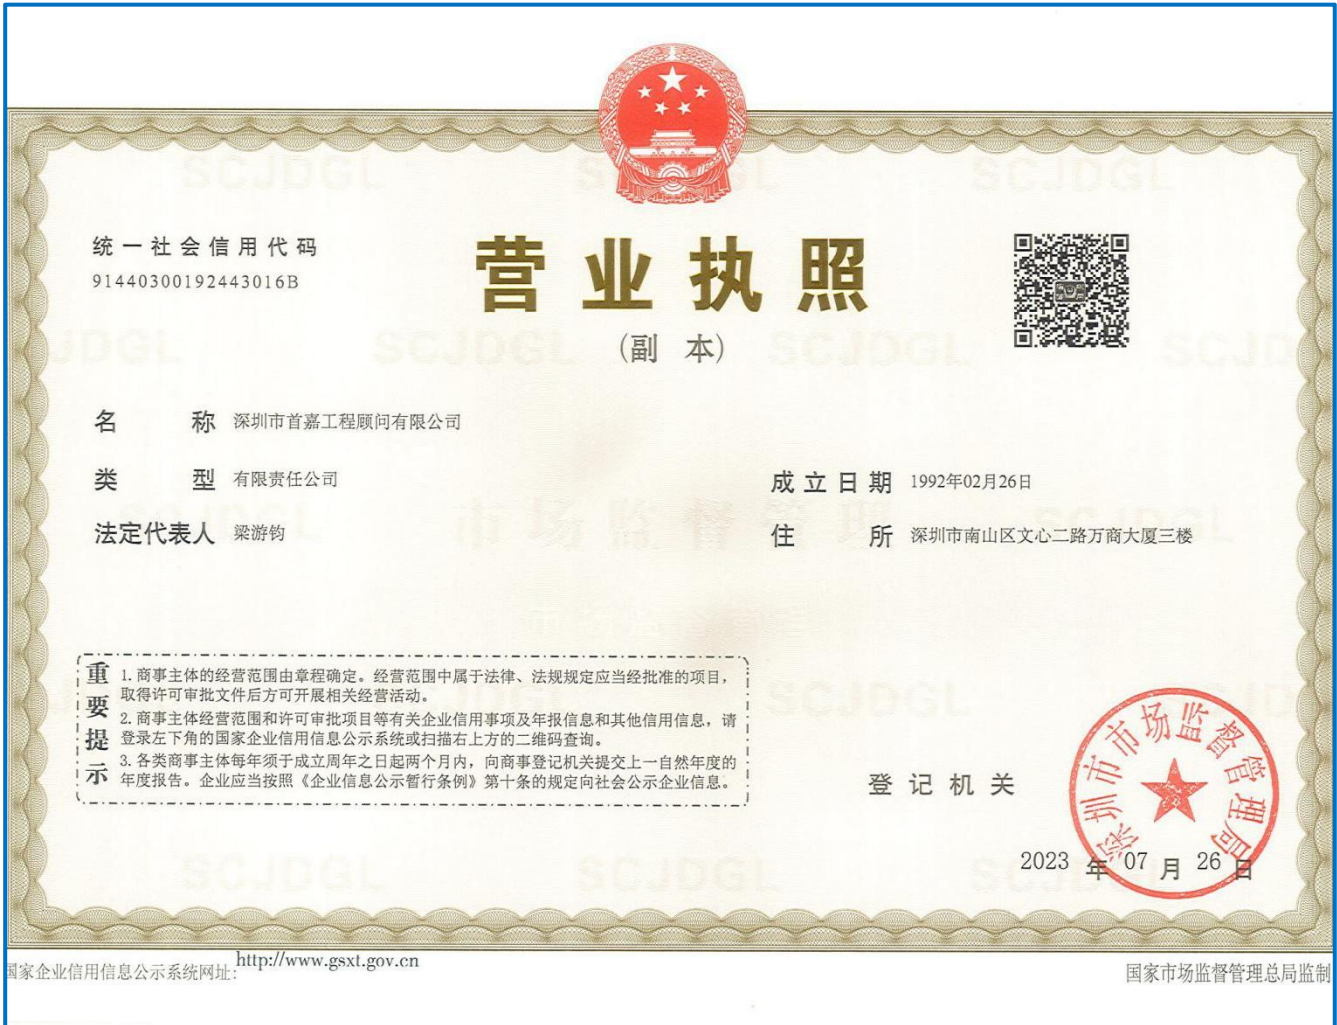 统一社会信用代码
91440300192443016B
营业执照
(副 本)
名 称 深圳市首嘉工程顾问有限公司
类 型 有限责任公司
法定代表人 梁游钧
成立日期 1992年02月26日
住 所 深圳市南山区文心二路万商大厦三楼
重要提示
1. 商事主体的经营范围由章程确定。经营范围中属于法律、法规规定应当经批准的项目，
取得许可审批文件后方可开展相关经营活动。
2. 商事主体经营范围和许可审批项目等有关企业信用事项及年报信息和其他信用信息，请
登录左下角的国家企业信用信息公示系统或扫描右上方的二维码查询。
3. 各类商事主体每年须于成立周年之日起两个月内，向商事登记机关提交上一自然年度的
年度报告。企业应当按照《企业信息公示暂行条例》第十条的规定向社会公示企业信息。
登记机关
深圳市市场监督管理局
2023 年 07 月 26 日
国家企业信用信息公示系统网址: http://www.gsxt.gov.cn
国家市场监督管理总局监制
SCJDGL
市场监督管理